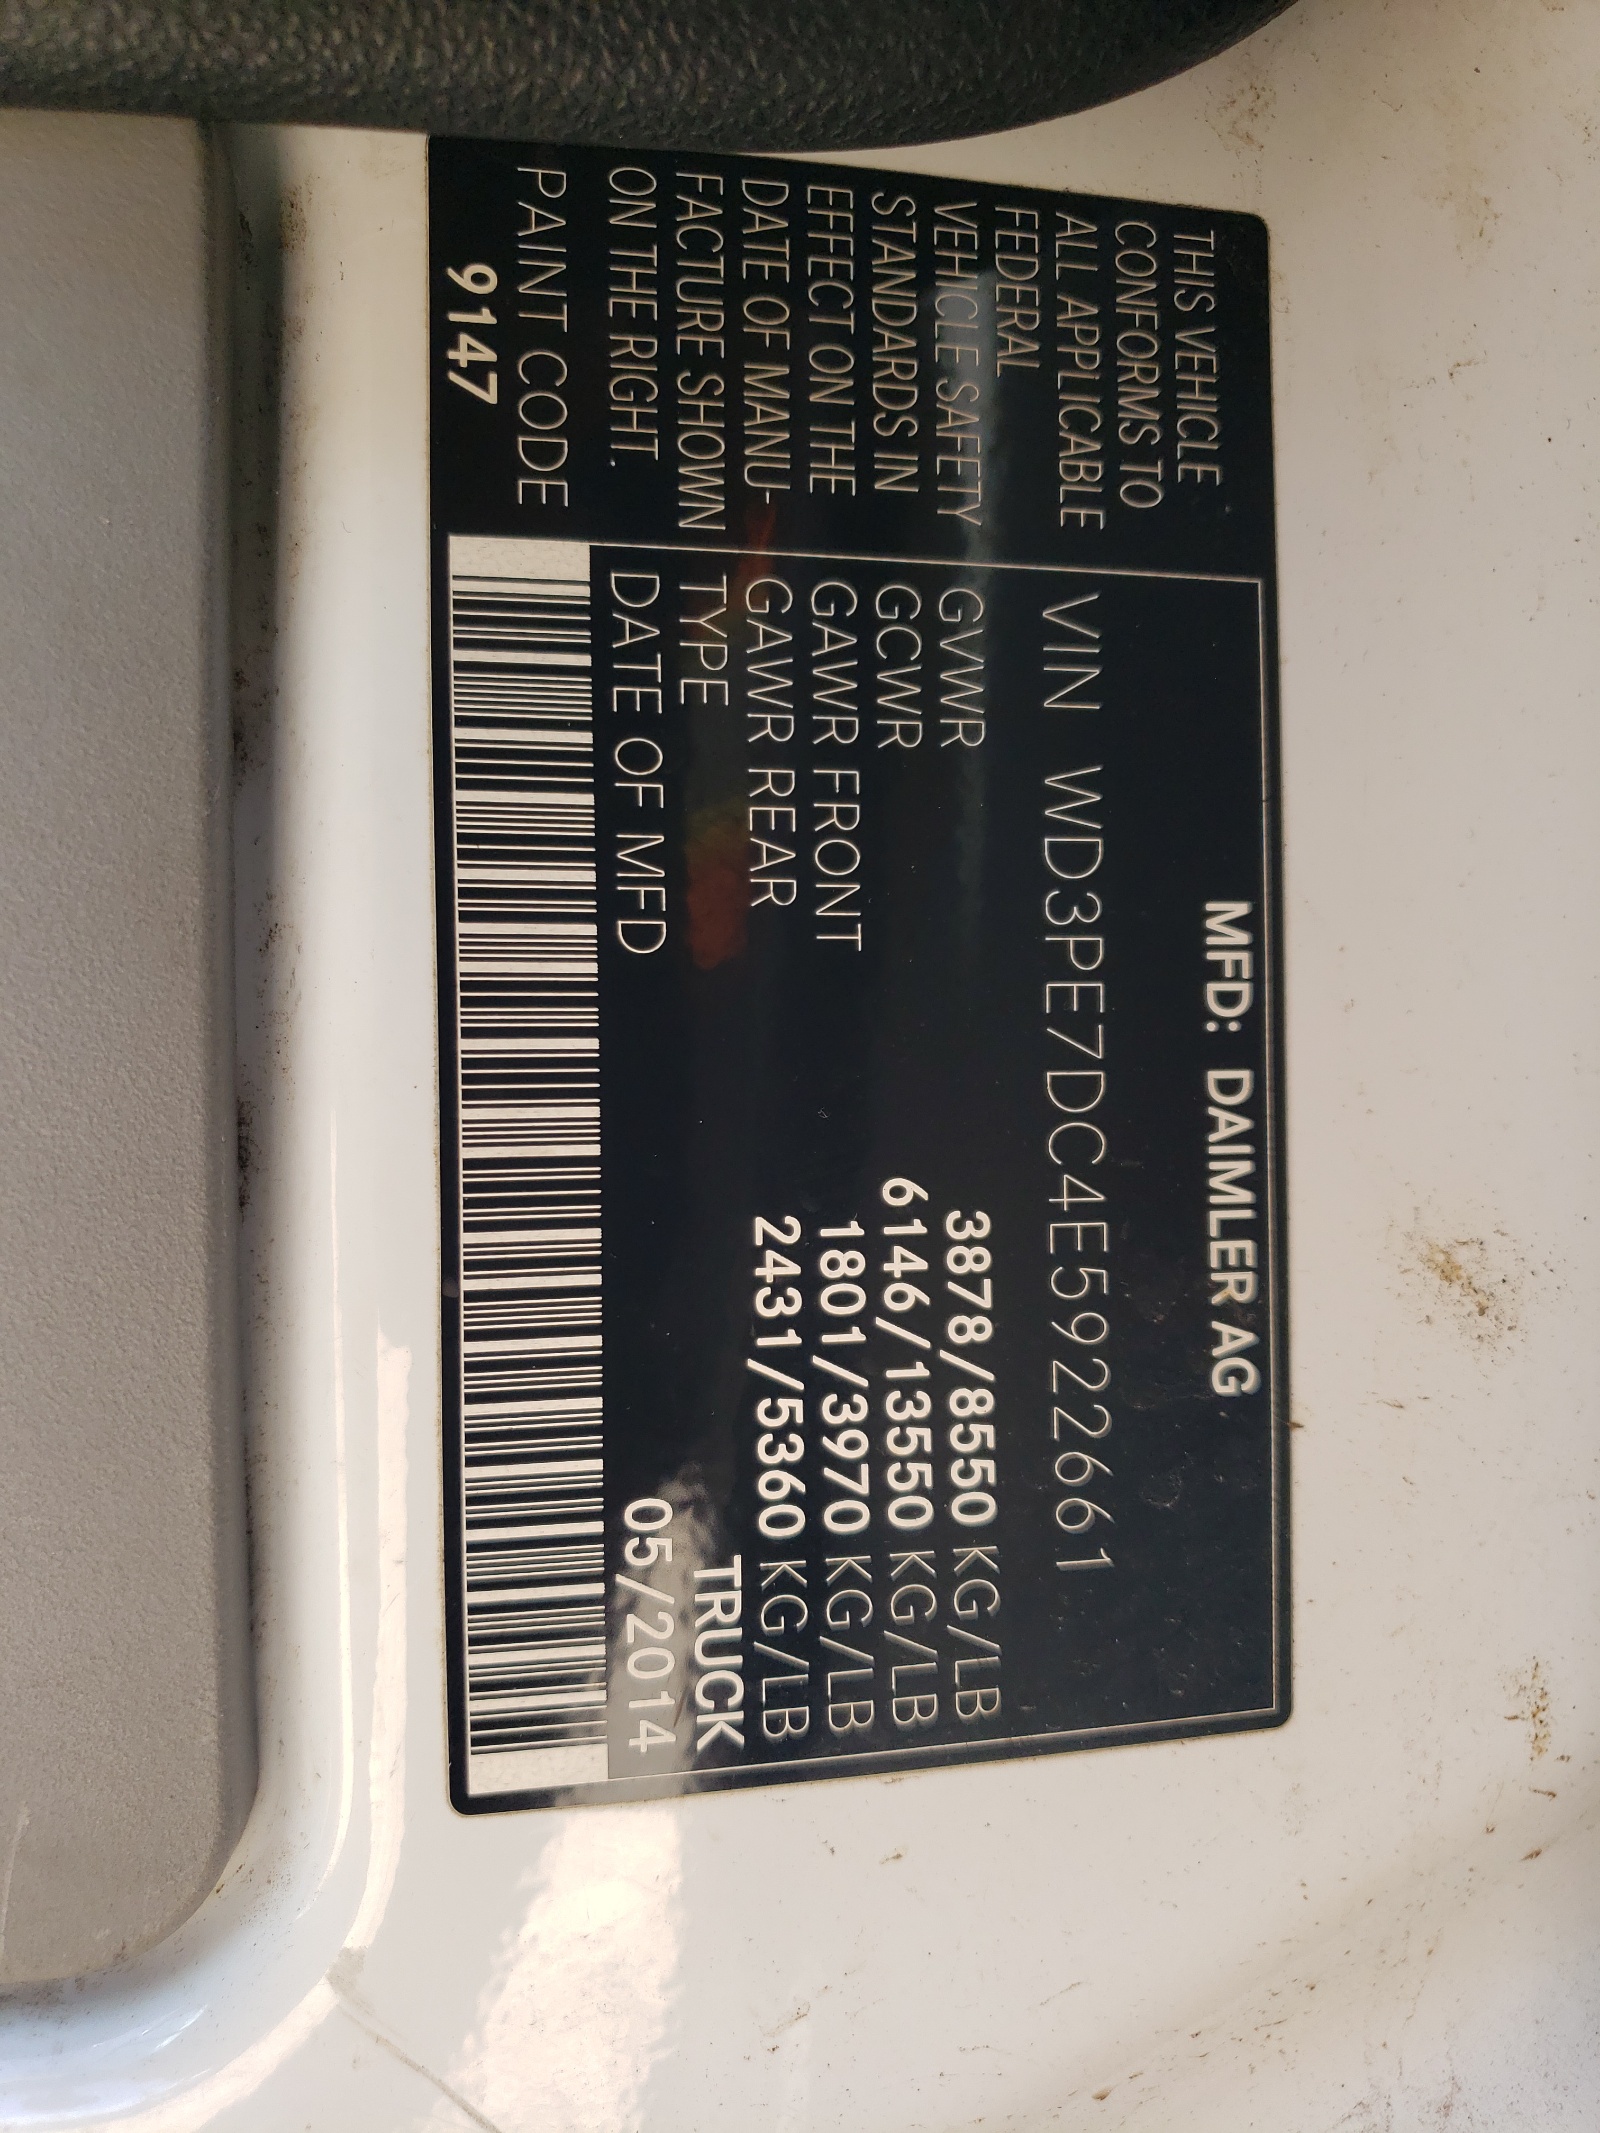 THIS VEHICLE
CONFORMS TO
ALL APPLICABLE
FEDERAL
VEHICLE SAFETY
STANDARDS IN
EFFECT ON THE
DATE OF MANU-
FACTURE SHOWN
ON THE RIGHT.
PAINT CODE
9147
MFD: DAIMLER AG
VIN WD3PE7DC4E5922661
GVWR 3878/8550 KG/LB
GCWR 6146/13550 KG/LB
GAWR FRONT 1801/3970 KG/LB
GAWR REAR 2431/5360 KG/LB
TYPE TRUCK
DATE OF MFD 05/2014